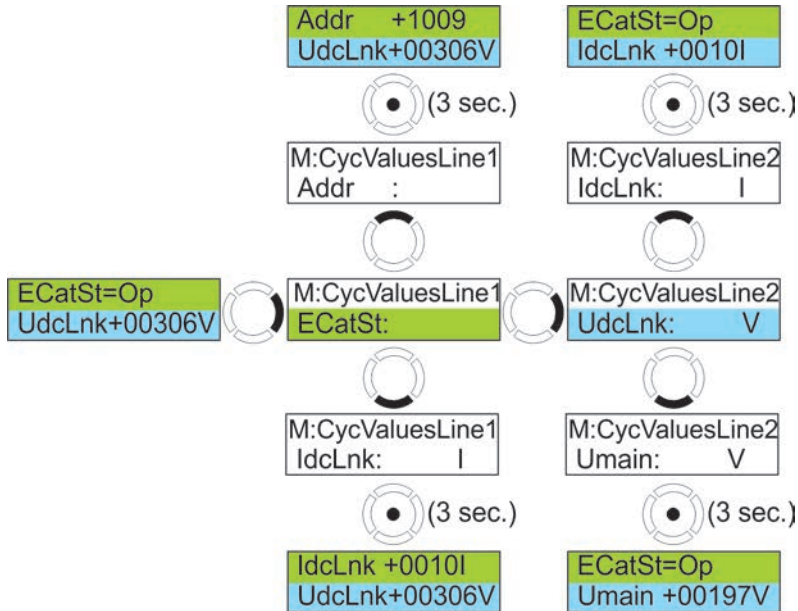 Addr +1009
UdcLnk+00306V
ECatSt=Op
IdcLnk +0010I
(3 sec.)
(3 sec.)
M:CycValuesLine1
Addr :
M:CycValuesLine2
IdcLnk: I
ECatSt=Op
UdcLnk+00306V
M:CycValuesLine1
ECatSt:
M:CycValuesLine2
UdcLnk: V
M:CycValuesLine1
IdcLnk: I
M:CycValuesLine2
Umain: V
(3 sec.)
(3 sec.)
IdcLnk +0010I
UdcLnk+00306V
ECatSt=Op
Umain +00197V